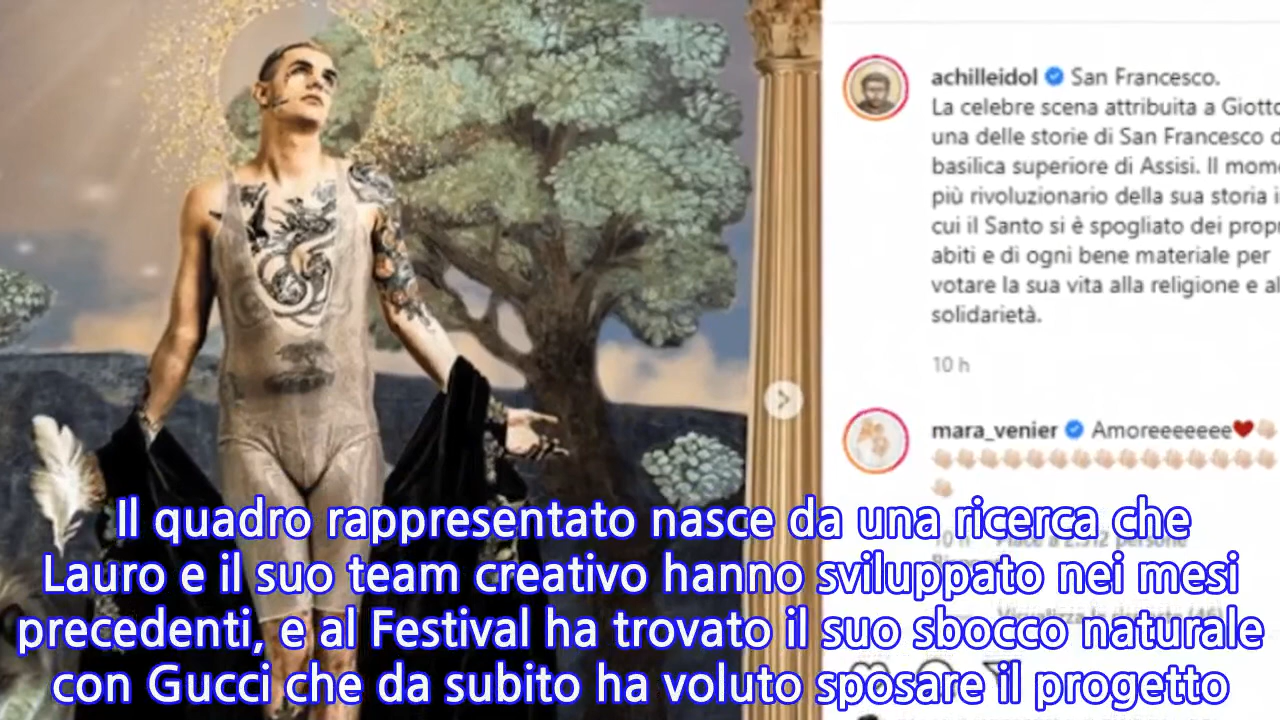 achilleidol San Francesco.
La celebre scena attribuita a Giotto
una delle storie di San Francesco d
basilica superiore di Assisi. Il mom
più rivoluzionario della sua storia i
cui il Santo si è spogliato dei propr
abiti e di ogni bene materiale per
votare la sua vita alla religione e al
solidarietà.
10 h
mara_venier Amoreeeeeee
Il quadro rappresentato nasce da una ricerca che
Lauro e il suo team creativo hanno sviluppato nei mesi
precedenti, e al Festival ha trovato il suo sbocco naturale
con Gucci che da subito ha voluto sposare il progetto